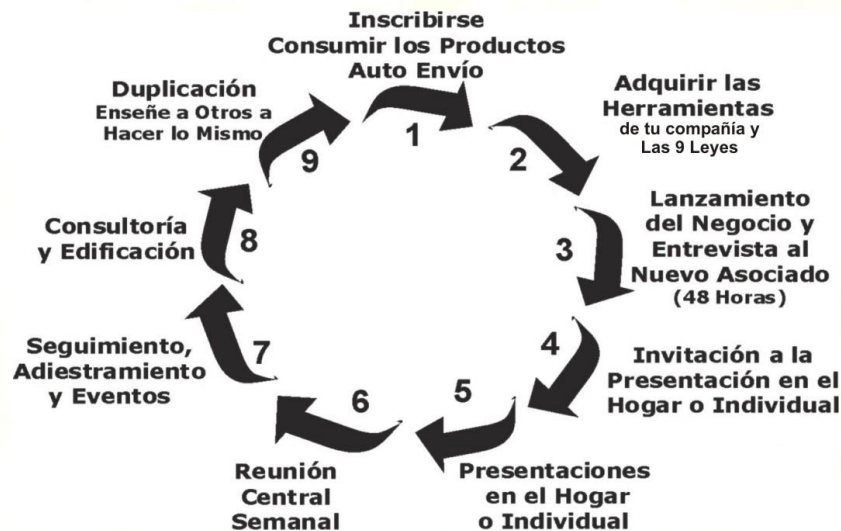 Inscribirse
Consumir los Productos
Auto Envío
1
Adquirir las
Herramientas
de tu compañía y
Las 9 Leyes
2
Lanzamiento
del Negocio y
Entrevista al
Nuevo Asociado
(48 Horas)
3
Invitación a la
Presentación en el
Hogar o Individual
4
Presentaciones
en el Hogar
o Individual
5
Reunión
Central
Semanal
6
Seguimiento,
Adiestramiento
y Eventos
7
Consultoría
y Edificación
8
Duplicación
Enseñe a Otros a
Hacer lo Mismo
9